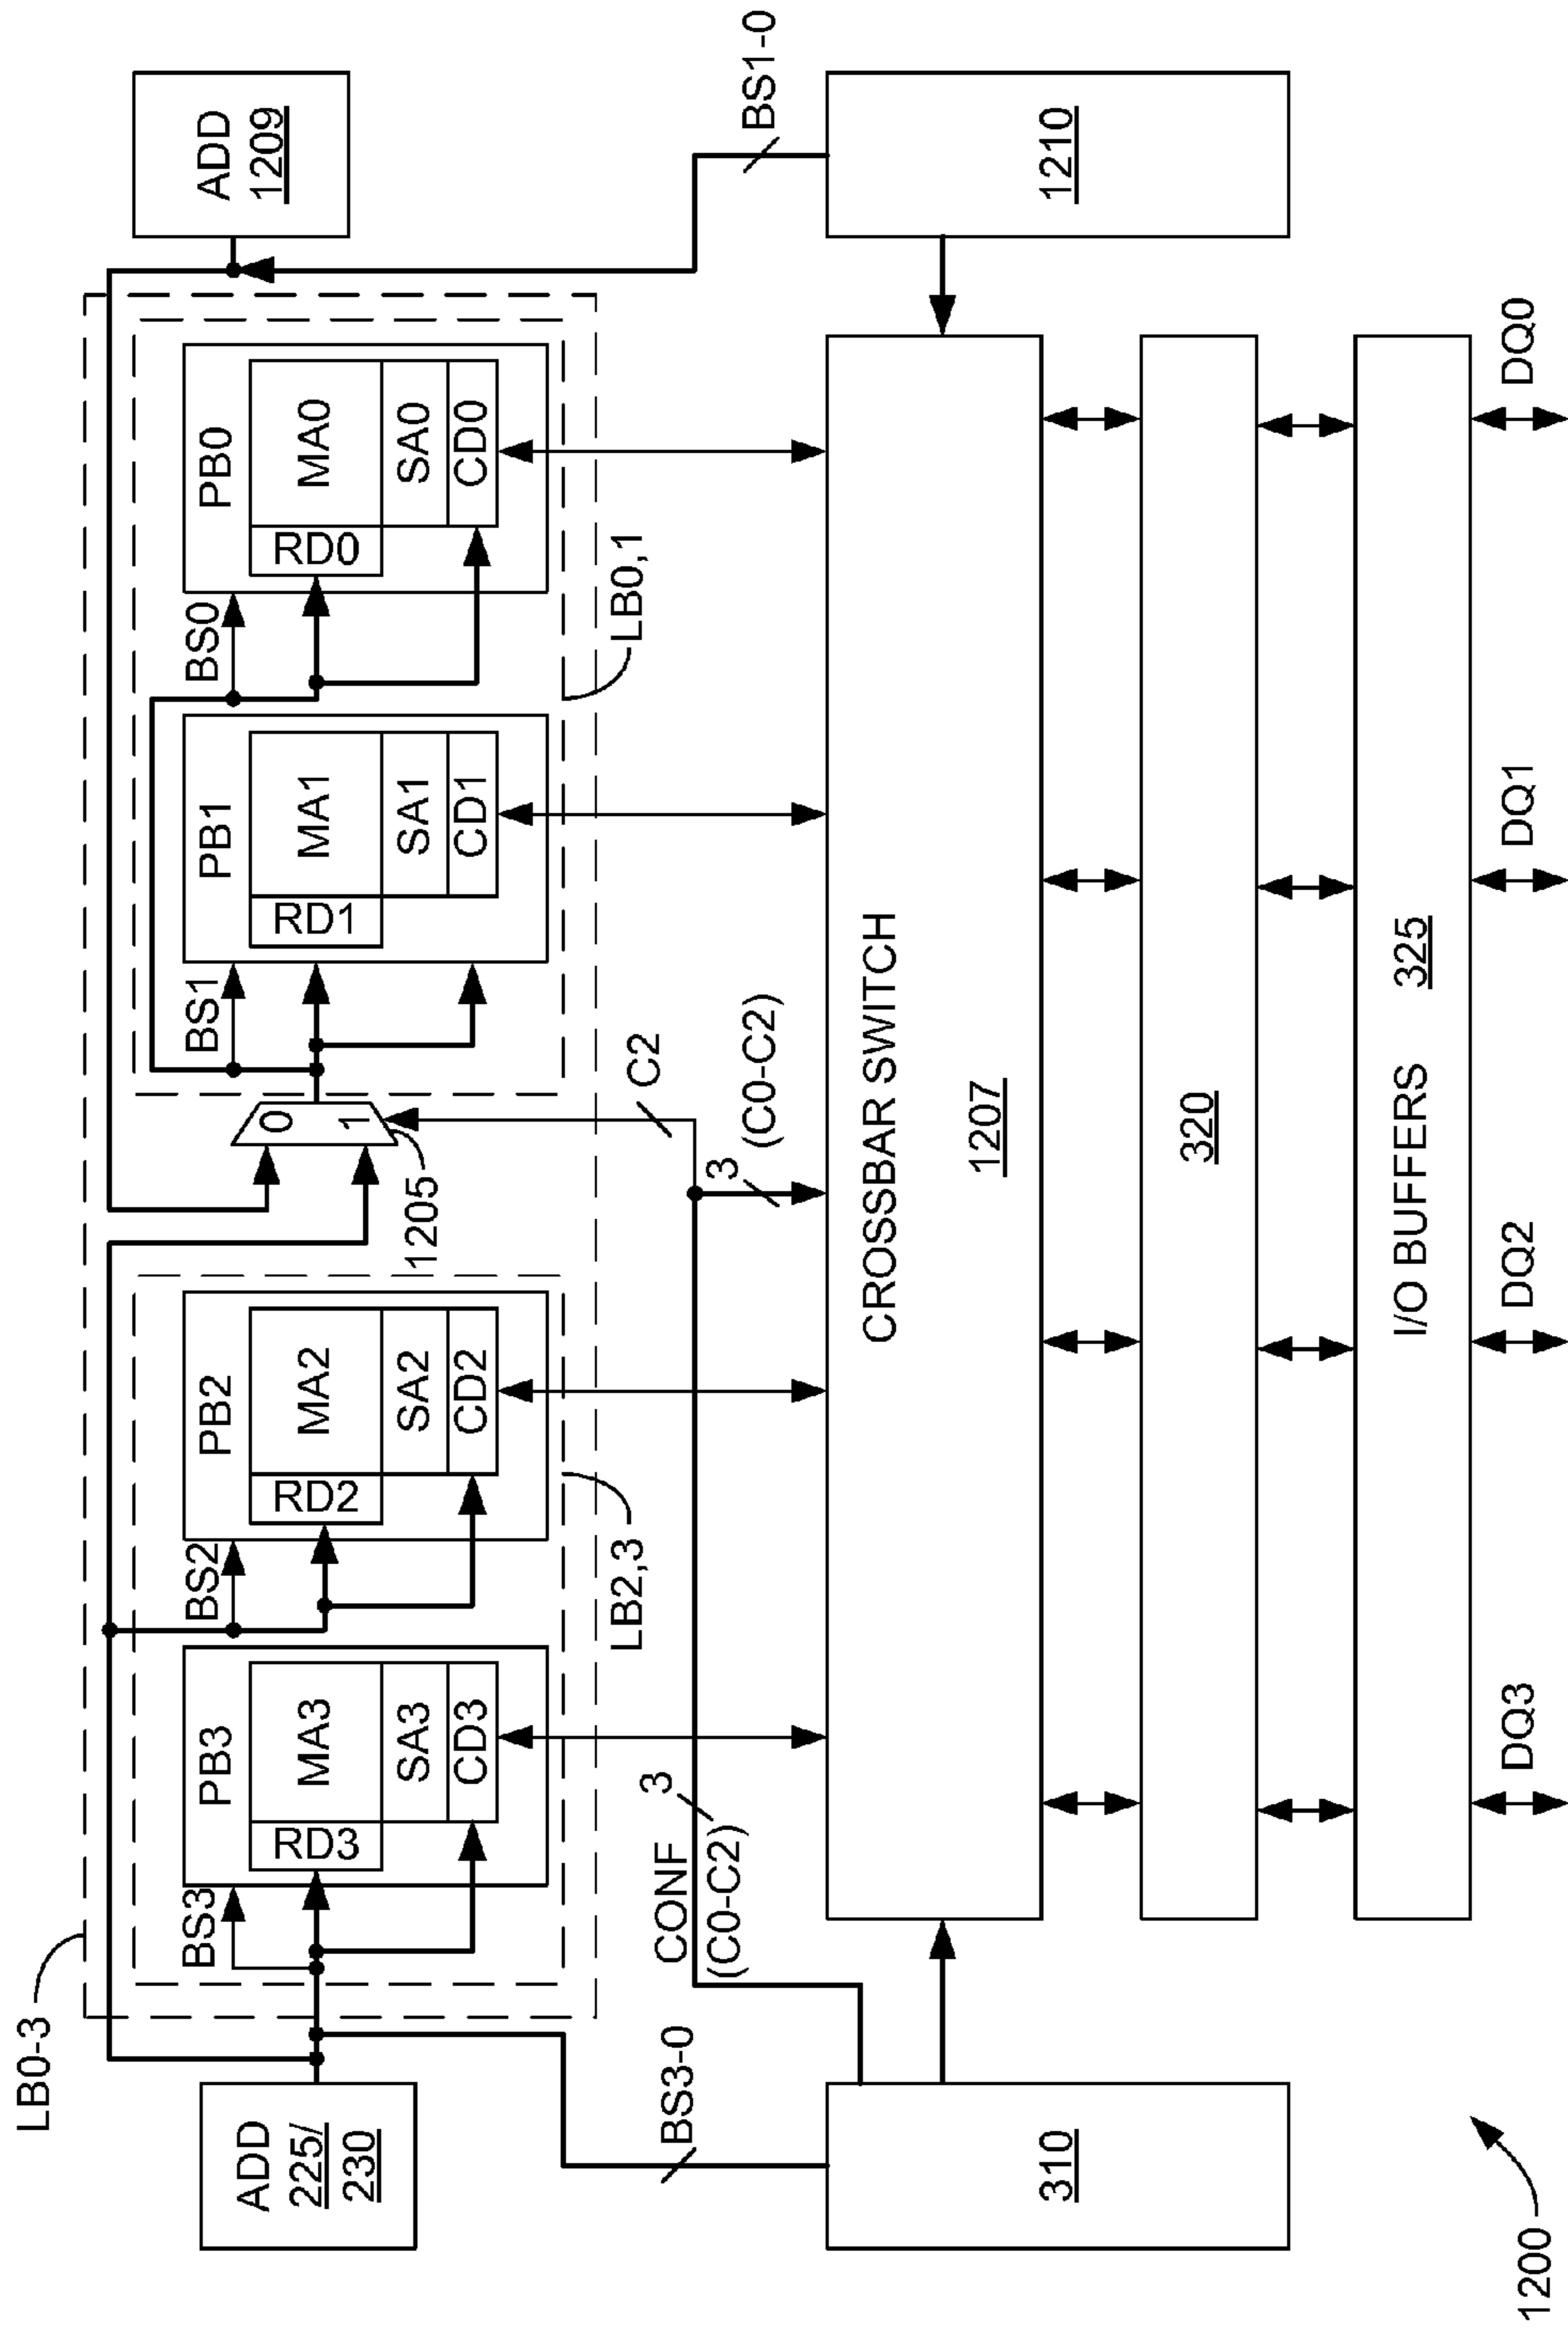 LB0-3
ADD
225/
230
BS3
PB3
RD3
MA3
SA3
CD3
BS2
PB2
RD2
MA2
SA2
CD2
LB2,3
0
1
1205
BS1
PB1
RD1
MA1
SA1
CD1
BS0
PB0
RD0
MA0
SA0
CD0
LB0,1
ADD
1209
BS3-0
CONF
3
(C0-C2)
C2
3
(C0-C2)
BS1-0
310
CROSSBAR SWITCH
1207
1210
320
I/O BUFFERS
325
DQ3
DQ2
DQ1
DQ0
1200